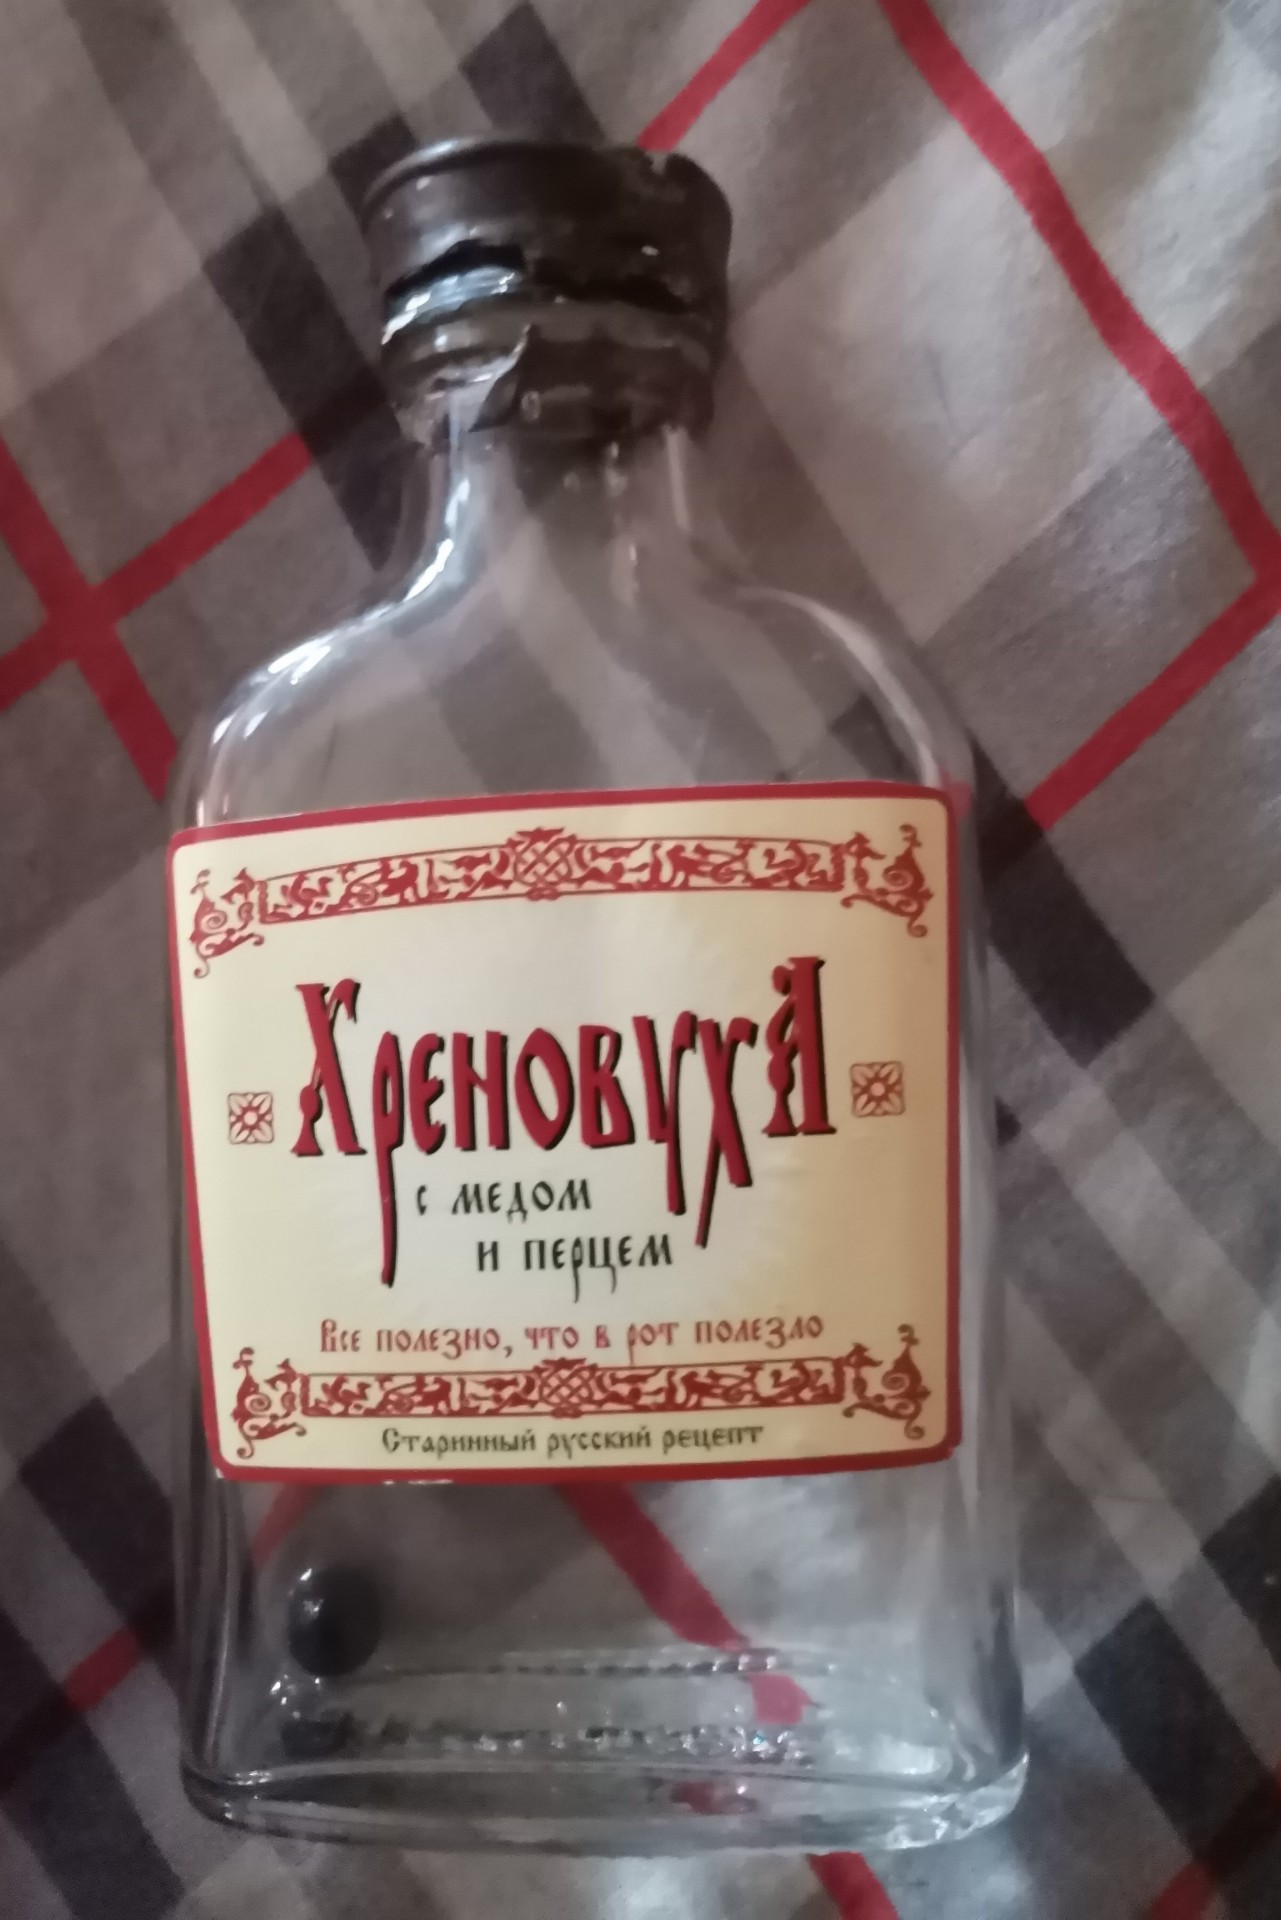 Хреновуха
с медом
и перцем
Все полезно, что в рот полезло
Старинный русский рецепт